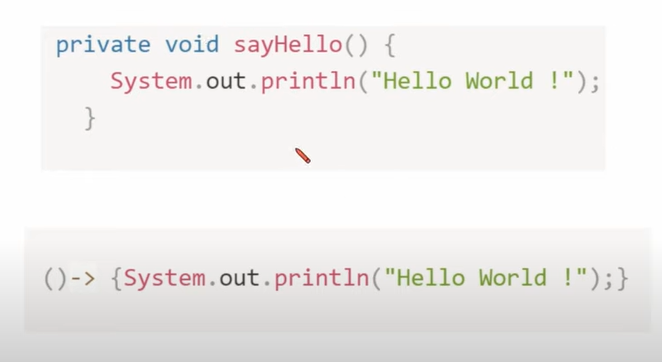 private void sayHello() {
System.out.println("Hello World !");
}
()-> {System.out.println("Hello World !");}